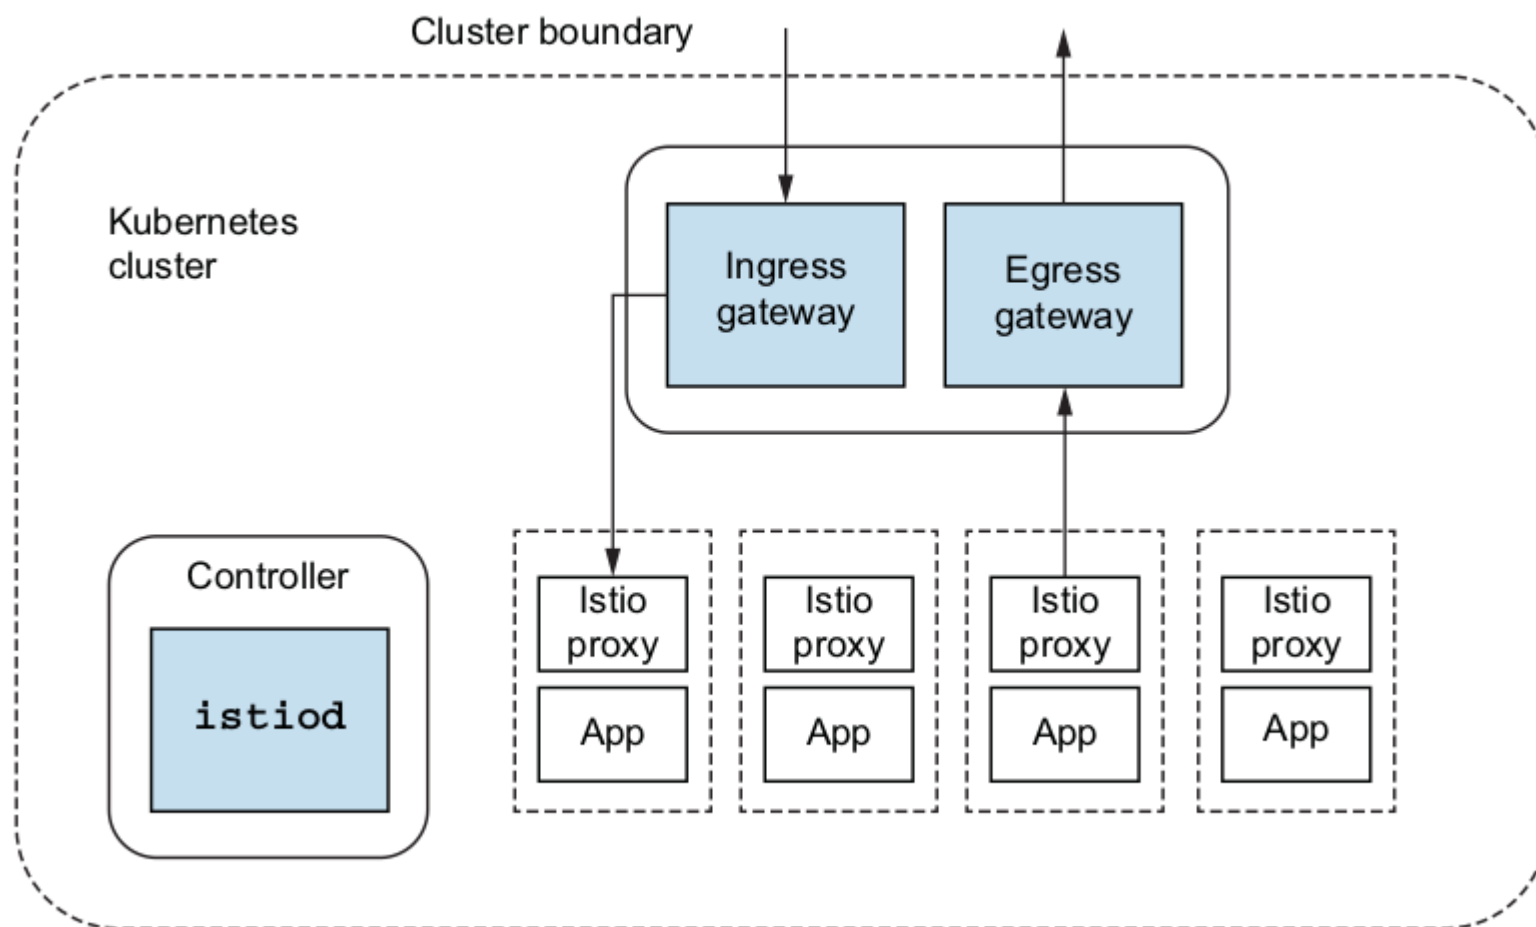 Cluster boundary
Kubernetes
cluster
Ingress
gateway
Egress
gateway
Controller
istiod
Istio
proxy
App
Istio
proxy
App
Istio
proxy
App
Istio
proxy
App